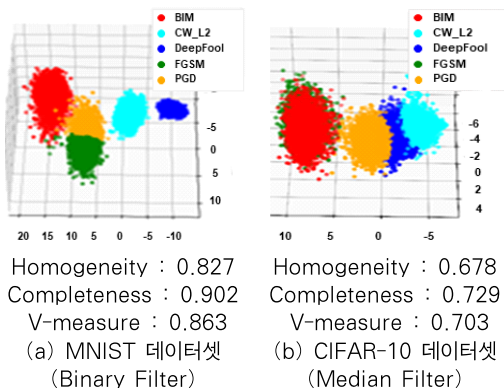 BIM
CW_L2
DeepFool
FGSM
PGD
-5
0
5
10
20 15 10 5 0 -5 -10
Homogeneity : 0.827
Completeness : 0.902
V-measure : 0.863
(a) MNIST 데이터셋
(Binary Filter)
BIM
CW_L2
DeepFool
FGSM
PGD
-6
-4
-2
0
2
4
10 5 0 -5
Homogeneity : 0.678
Completeness : 0.729
V-measure : 0.703
(b) CIFAR-10 데이터셋
(Median Filter)